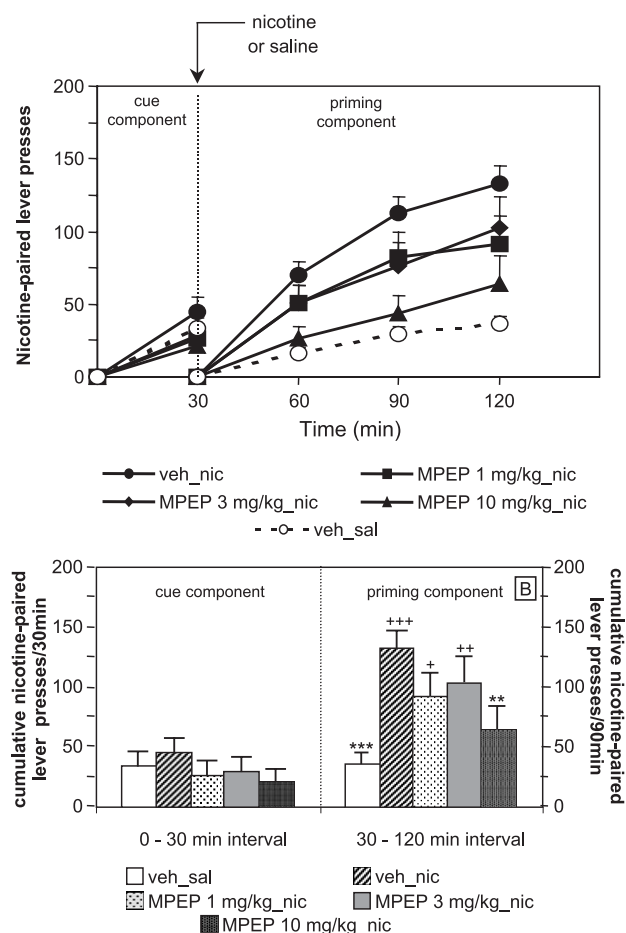 nicotine
or saline
200
150
100
50
0
Nicotine-paired lever presses
cue
component
priming
component
30
60
90
120
Time (min)
veh_nic
MPEP 1 mg/kg_nic
MPEP 3 mg/kg_nic
MPEP 10 mg/kg_nic
veh_sal
200
150
100
50
0
cumulative nicotine-paired
lever presses/30min
cue component
priming component
B
***
+++
+
++
**
200
150
100
50
0
cumulative nicotine-paired
lever presses/90min
0 - 30 min interval
30 - 120 min interval
veh_sal
veh_nic
MPEP 1 mg/kg_nic
MPEP 3 mg/kg_nic
MPEP 10 mg/kg_nic